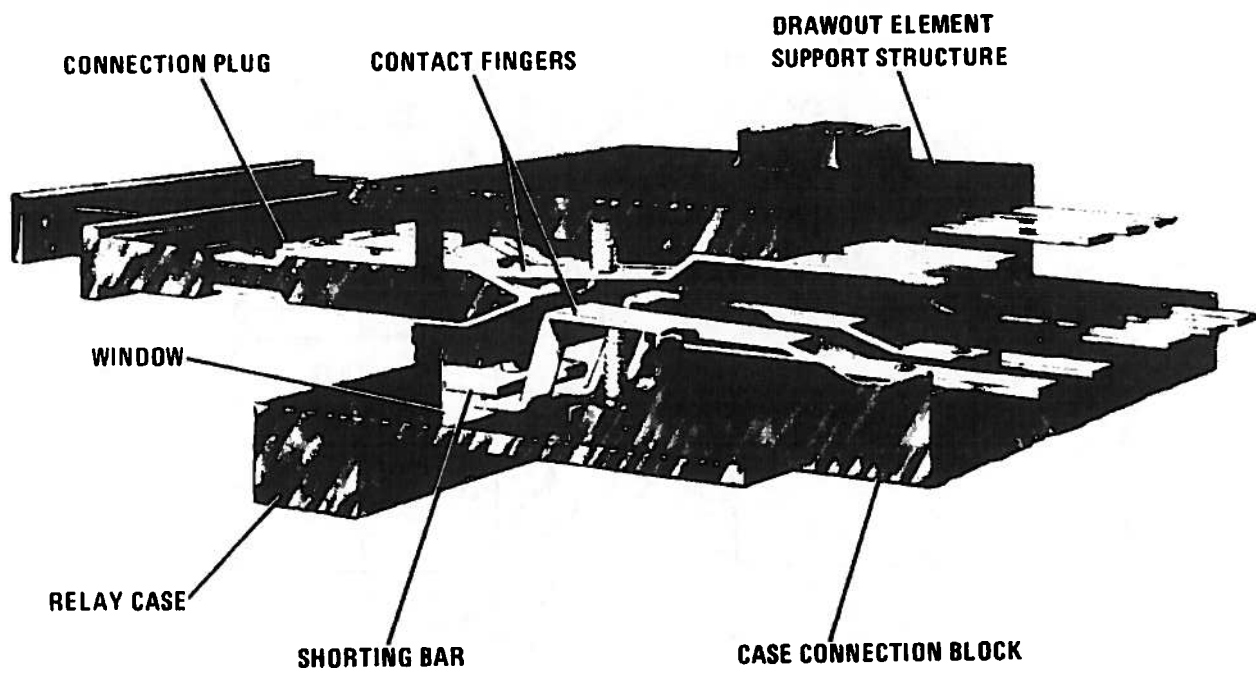 DRAWOUT ELEMENT
SUPPORT STRUCTURE
CONNECTION PLUG
CONTACT FINGERS
WINDOW
RELAY CASE
SHORTING BAR
CASE CONNECTION BLOCK